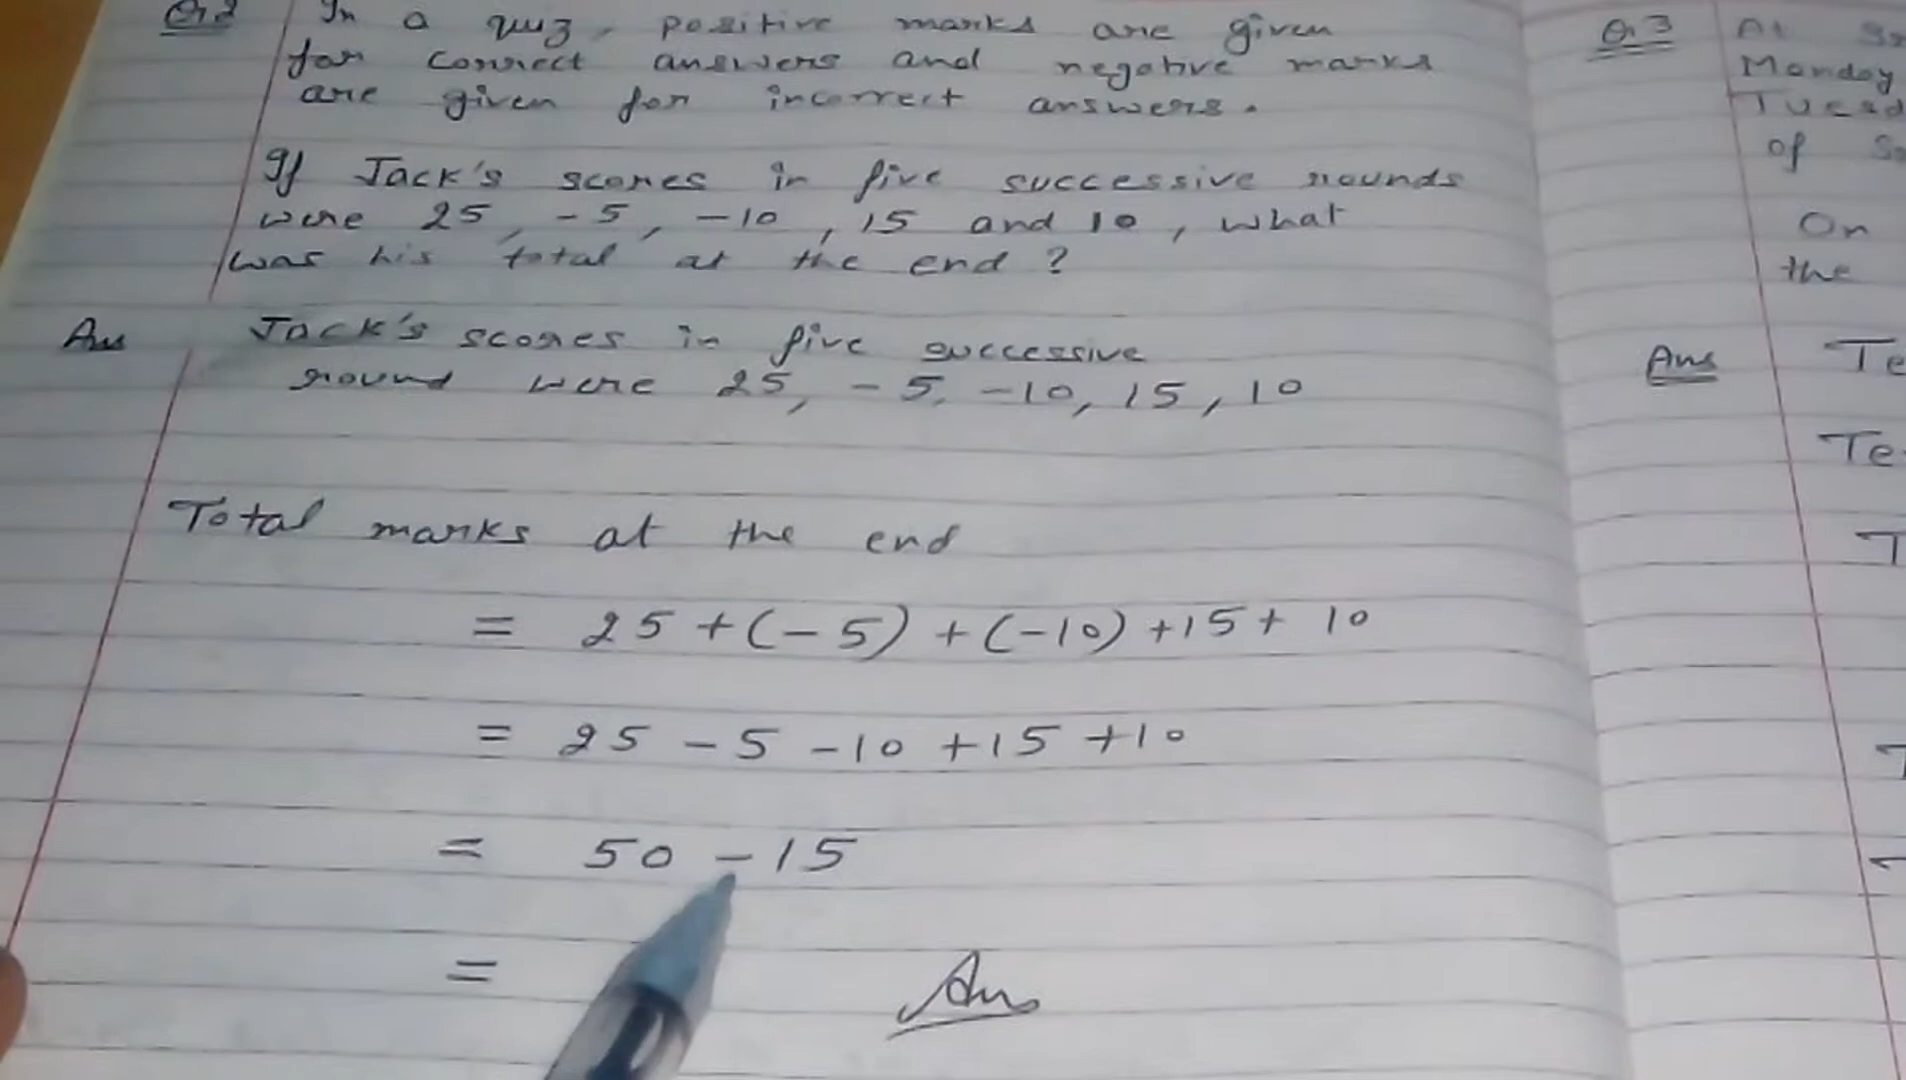 Q.2 In a quiz, positive marks are given
for correct answers and negative marks
are given for incorrect answers.
If Jack's scores in five successive rounds
were 25, -5, -10, 15 and 10, what
was his total at the end?
Ans Jack's scores in five successive
round were 25, -5, -10, 15, 10
Total marks at the end
= 25 + (-5) + (-10) +15 + 10
= 25 - 5 -10 +15 +10
= 50 -15
= Ans
Q.3 At
Monday
of
On
the
Ans